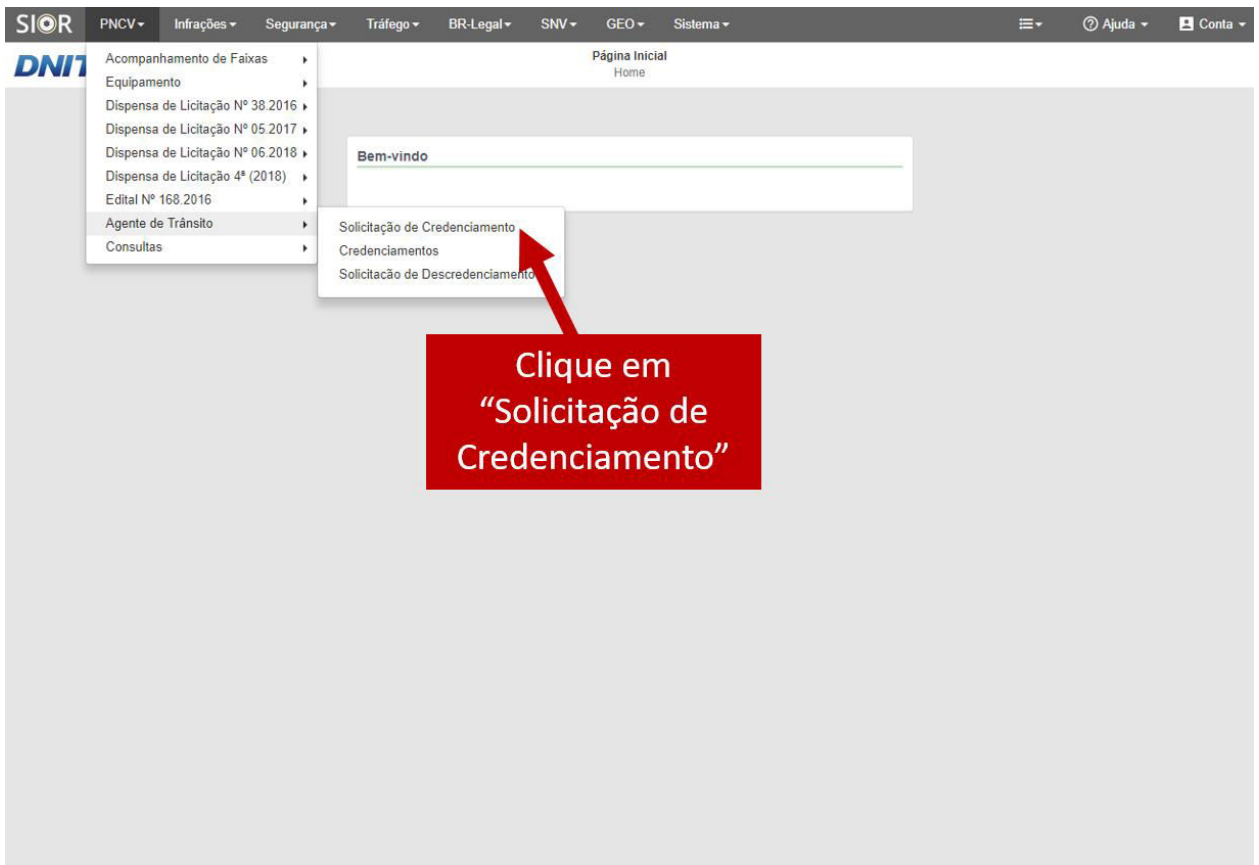 SIOR PNCV Infrações Segurança Tráfego BR-Legal SNV GEO Sistema Ajuda Conta
DNIT
Página Inicial
Home
Acompanhamento de Faixas
Equipamento
Dispensa de Licitação Nº 38.2016
Dispensa de Licitação Nº 05.2017
Dispensa de Licitação Nº 06.2018
Dispensa de Licitação 4ª (2018)
Edital Nº 168.2016
Agente de Trânsito
Consultas
Bem-vindo
Solicitação de Credenciamento
Credenciamentos
Solicitacão de Descredenciamento
Clique em
“Solicitação de
Credenciamento”